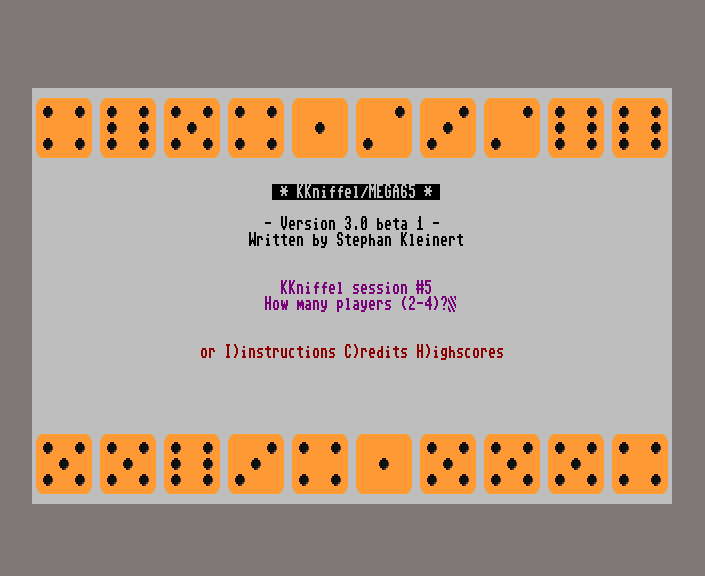 * KKniffel/MEGA65 *
- Version 3.0 beta 1 -
Written by Stephan Kleinert
KKniffel session #5
How many players (2-4)?
or I)instructions C)redits H)ighscores